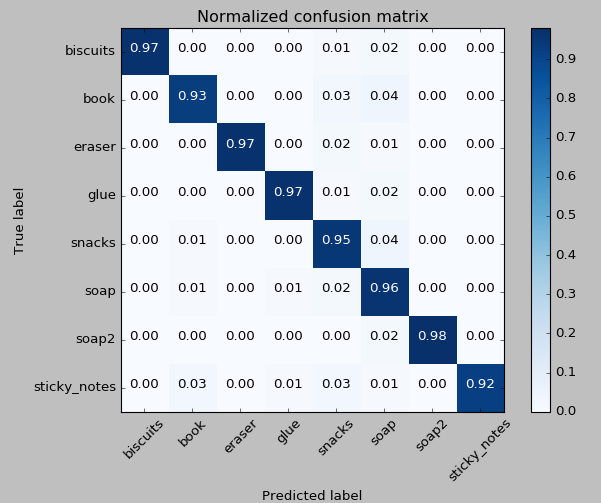 Normalized confusion matrix
biscuits 0.97 0.00 0.00 0.00 0.01 0.02 0.00 0.00
book 0.00 0.93 0.00 0.00 0.03 0.04 0.00 0.00
eraser 0.00 0.00 0.97 0.00 0.02 0.01 0.00 0.00
glue 0.00 0.00 0.00 0.97 0.01 0.02 0.00 0.00
snacks 0.00 0.01 0.00 0.00 0.95 0.04 0.00 0.00
soap 0.00 0.01 0.00 0.01 0.02 0.96 0.00 0.00
soap2 0.00 0.00 0.00 0.00 0.00 0.02 0.98 0.00
sticky_notes 0.00 0.03 0.00 0.01 0.03 0.01 0.00 0.92
True label
biscuits book eraser glue snacks soap soap2 sticky_notes
Predicted label
0.9
0.8
0.7
0.6
0.5
0.4
0.3
0.2
0.1
0.0